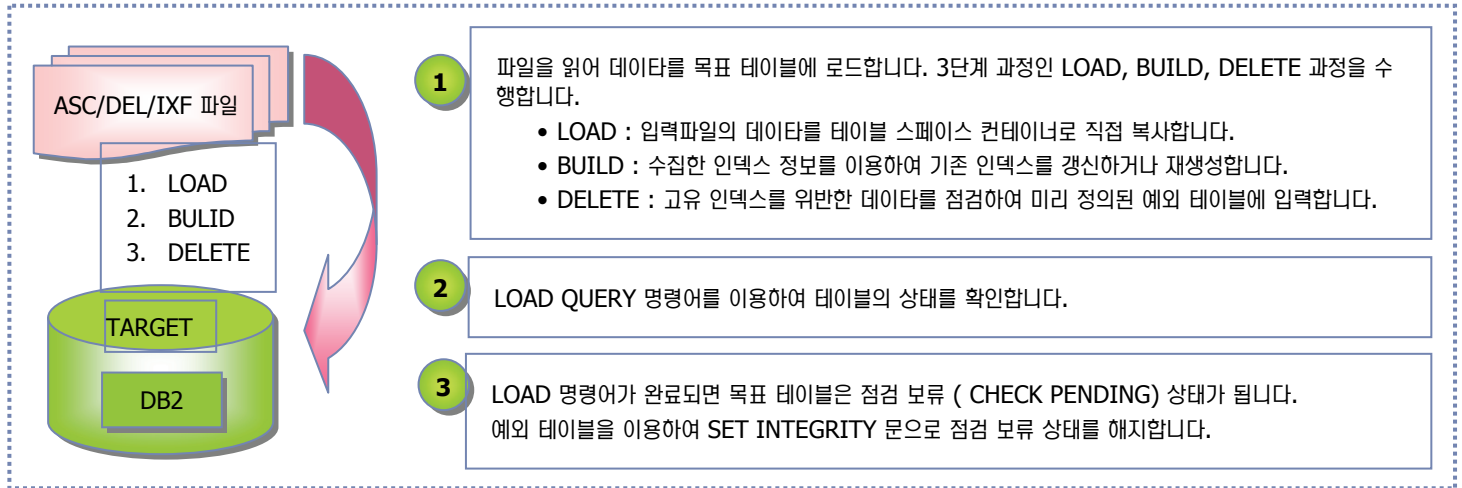 ASC/DEL/IXF 파일
1. LOAD
2. BULID
3. DELETE
TARGET
DB2
1
파일을 읽어 데이타를 목표 테이블에 로드합니다. 3단계 과정인 LOAD, BUILD, DELETE 과정을 수
행합니다.
• LOAD : 입력파일의 데이타를 테이블 스페이스 컨테이너로 직접 복사합니다.
• BUILD : 수집한 인덱스 정보를 이용하여 기존 인덱스를 갱신하거나 재생성합니다.
• DELETE : 고유 인덱스를 위반한 데이타를 점검하여 미리 정의된 예외 테이블에 입력합니다.
2
LOAD QUERY 명령어를 이용하여 테이블의 상태를 확인합니다.
3
LOAD 명령어가 완료되면 목표 테이블은 점검 보류 ( CHECK PENDING) 상태가 됩니다.
예외 테이블을 이용하여 SET INTEGRITY 문으로 점검 보류 상태를 해지합니다.